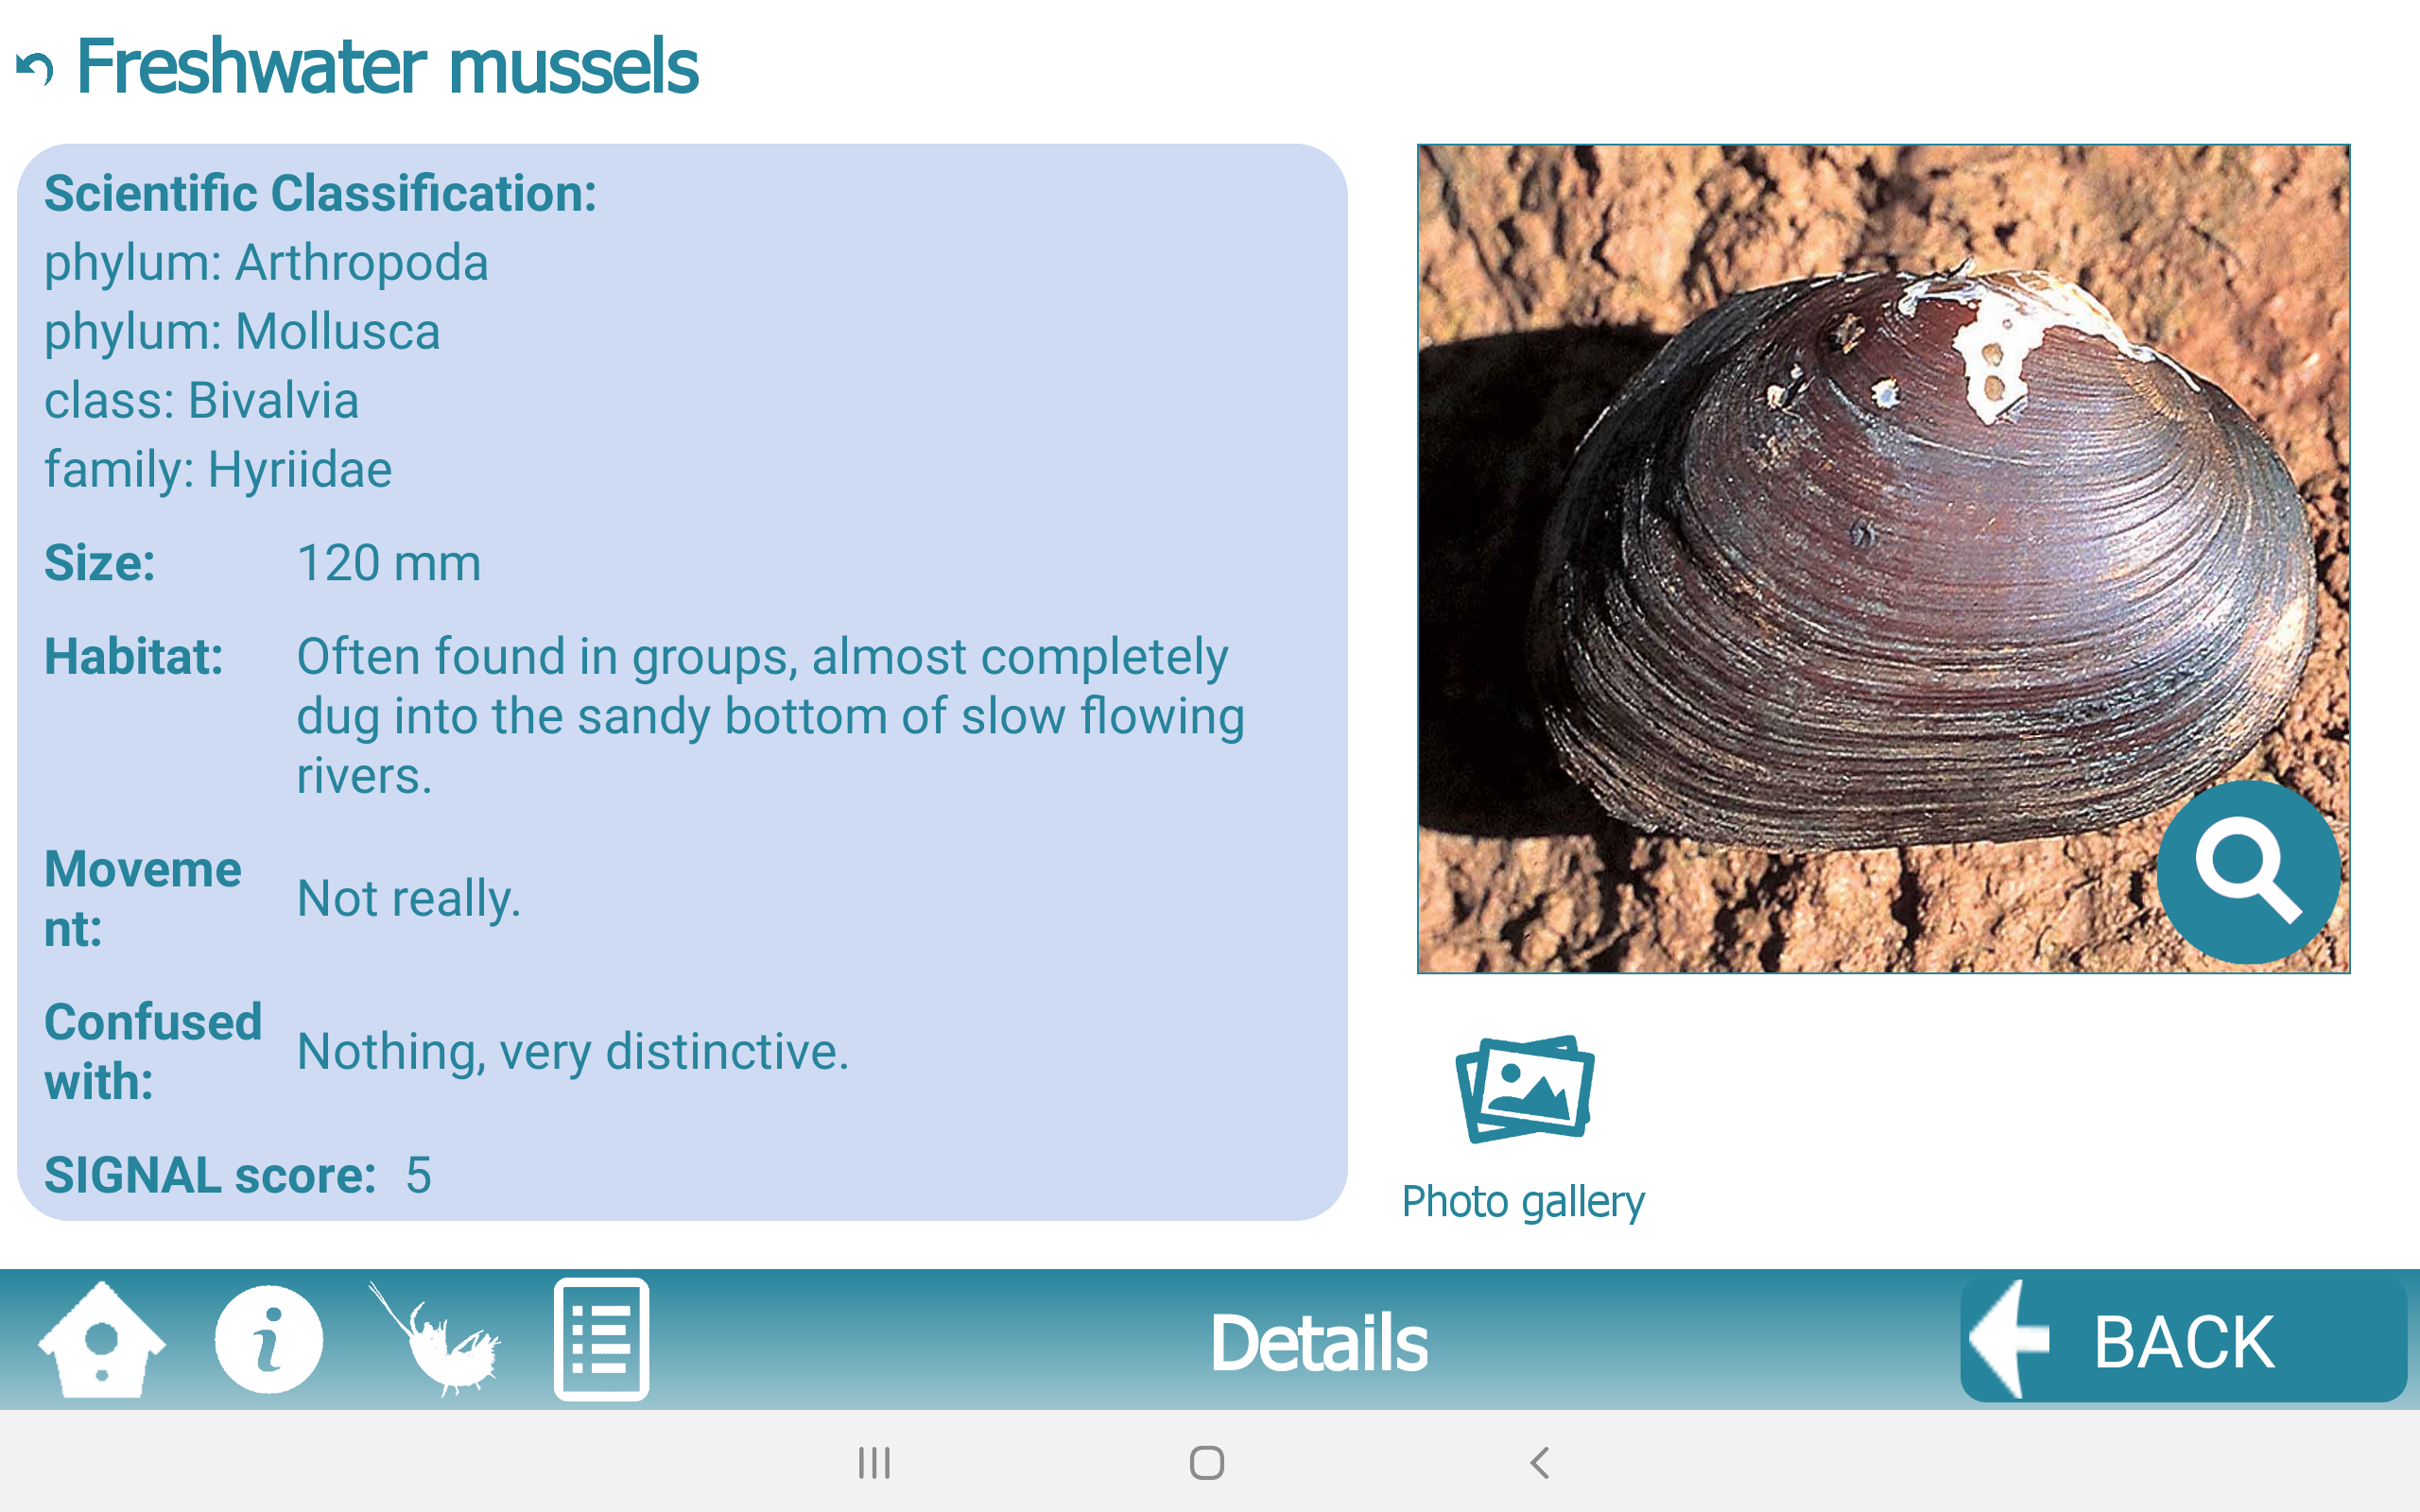 Freshwater mussels
Scientific Classification:
phylum: Arthropoda
phylum: Mollusca
class: Bivalvia
family: Hyriidae
Size: 120 mm
Habitat: Often found in groups, almost completely
dug into the sandy bottom of slow flowing
rivers.
Moveme
nt:
Not really.
Confused
with:
Nothing, very distinctive.
SIGNAL score: 5
Photo gallery
Details
BACK